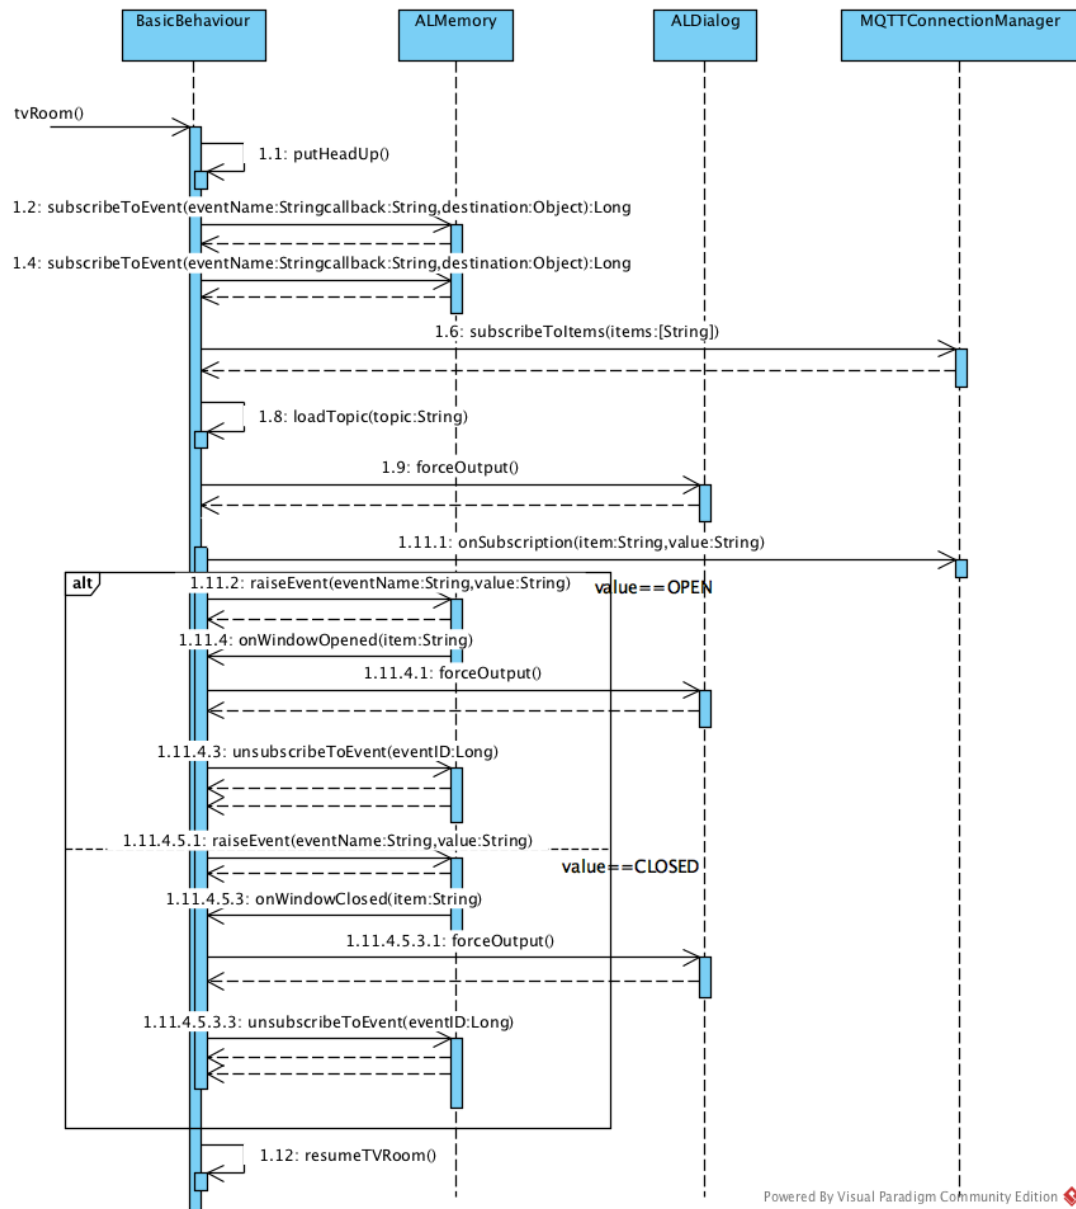 BasicBehaviour
ALMemory
ALDialog
MQTTConnectionManager
tvRoom()
1.1: putHeadUp()
1.2: subscribeToEvent(eventName:Stringcallback:String,destination:Object):Long
1.4: subscribeToEvent(eventName:Stringcallback:String,destination:Object):Long
1.6: subscribeToItems(items:[String])
1.8: loadTopic(topic:String)
1.9: forceOutput()
1.11.1: onSubscription(item:String,value:String)
alt
1.11.2: raiseEvent(eventName:String,value:String)
value==OPEN
1.11.4: onWindowOpened(item:String)
1.11.4.1: forceOutput()
1.11.4.3: unsubscribeToEvent(eventID:Long)
1.11.4.5.1: raiseEvent(eventName:String,value:String)
value==CLOSED
1.11.4.5.3: onWindowClosed(item:String)
1.11.4.5.3.1: forceOutput()
1.11.4.5.3.3: unsubscribeToEvent(eventID:Long)
1.12: resumeTVRoom()
Powered By Visual Paradigm Community Edition